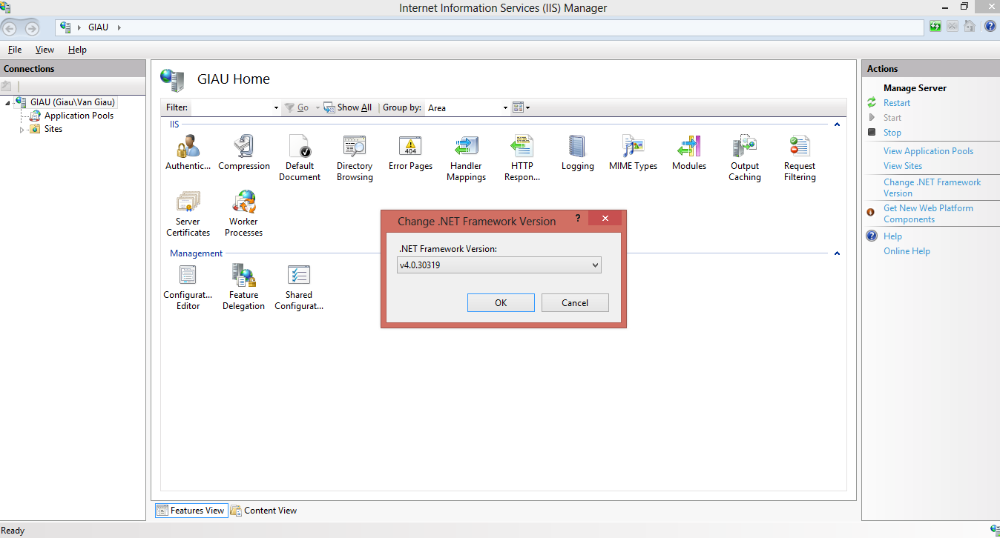 Internet Information Services (IIS) Manager
GIAU
File View Help
Connections
GIAU (Giau\Van Giau)
Application Pools
Sites
GIAU Home
Filter: Go Show All Group by: Area
IIS
Authentic...
Compression
Default
Document
Directory
Browsing
Error Pages
404
Handler
Mappings
HTTP
Respon...
Logging
MIME Types
Modules
Output
Caching
Request
Filtering
Server
Certificates
Worker
Processes
Management
Configurat...
Editor
Feature
Delegation
Shared
Configurat...
Change .NET Framework Version ?
.NET Framework Version:
v4.0.30319
OK Cancel
Features View Content View
Actions
Manage Server
Restart
Start
Stop
View Application Pools
View Sites
Change .NET Framework
Version
Get New Web Platform
Components
Help
Online Help
Ready